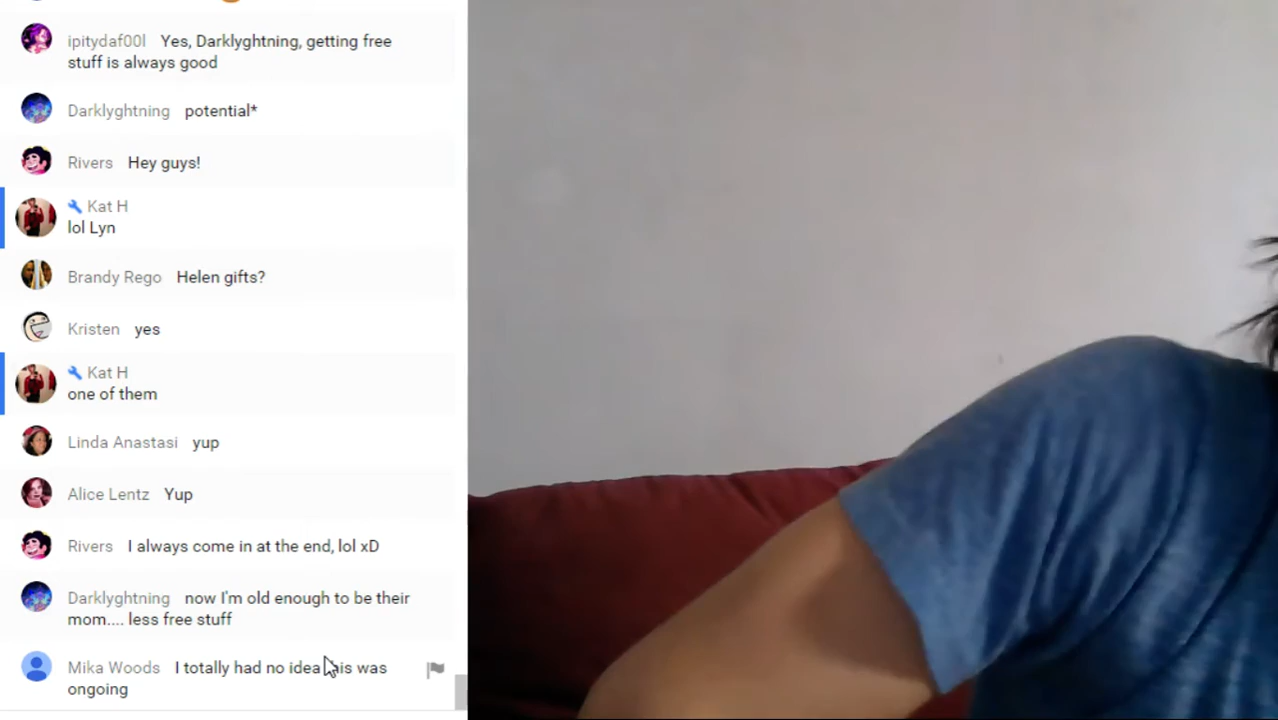 ipitydaf00l Yes, Darklyghtning, getting free
stuff is always good
Darklyghtning potential*
Rivers Hey guys!
Kat H
lol Lyn
Brandy Rego Helen gifts?
Kristen yes
Kat H
one of them
Linda Anastasi yup
Alice Lentz Yup
Rivers I always come in at the end, lol xD
Darklyghtning now I'm old enough to be their
mom.... less free stuff
Mika Woods I totally had no idea this was
ongoing